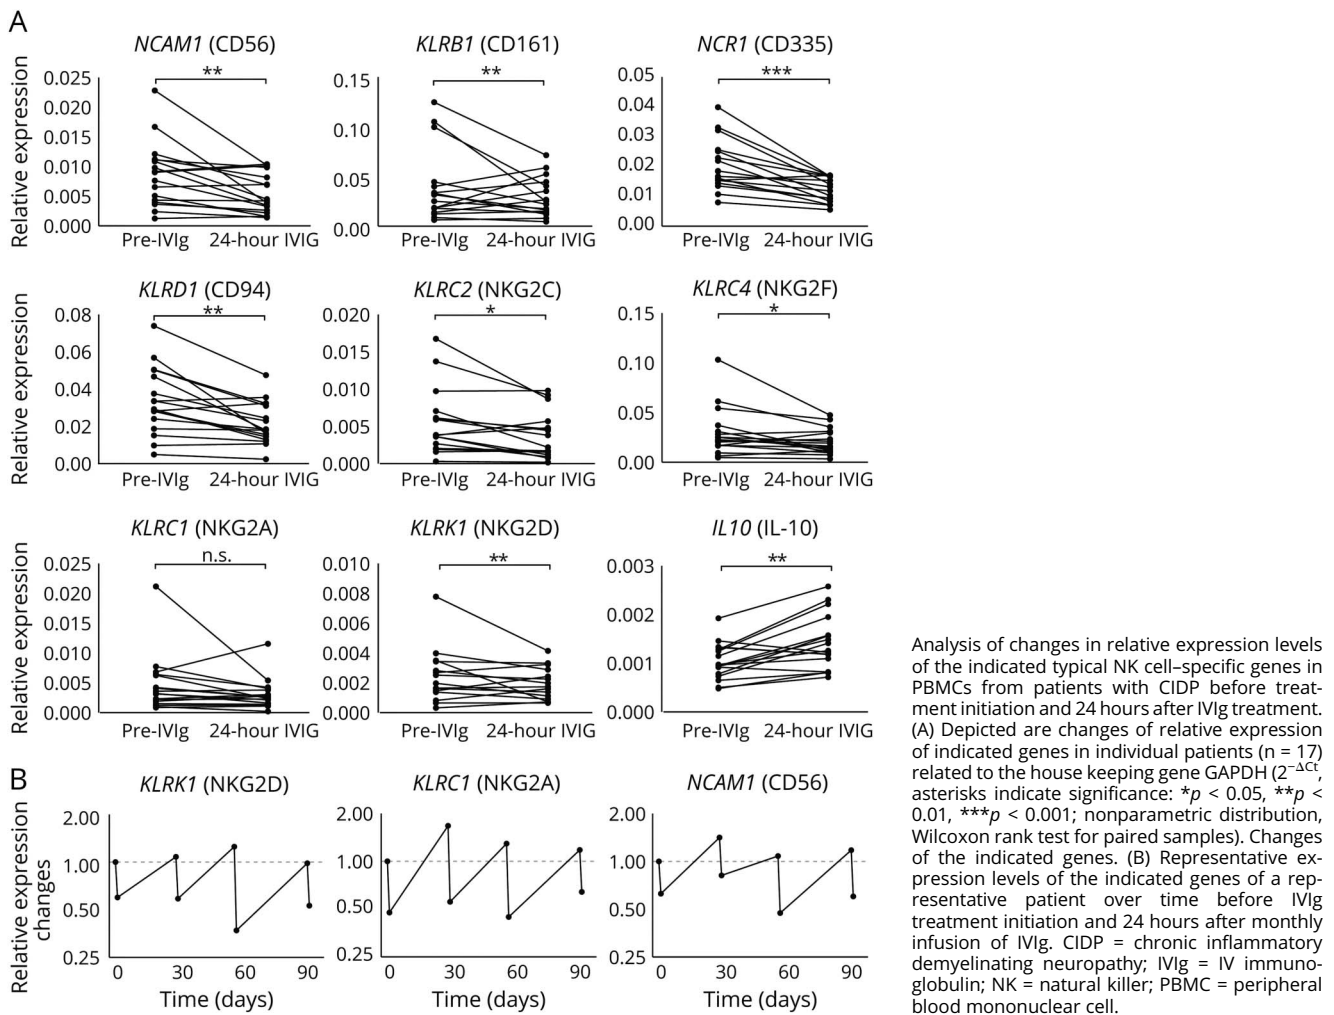 A
NCAM1 (CD56)
KLRB1 (CD161)
NCR1 (CD335)
Relative expression
0.025
0.020
0.015
0.010
0.005
0.000
**
Pre-IVIg 24-hour IVIG
0.15
0.10
0.05
0.00
**
Pre-IVIg 24-hour IVIG
0.05
0.04
0.03
0.02
0.01
0.00
***
Pre-IVIg 24-hour IVIG
KLRD1 (CD94)
KLRC2 (NKG2C)
KLRC4 (NKG2F)
Relative expression
0.08
0.06
0.04
0.02
0.00
**
Pre-IVIg 24-hour IVIG
0.020
0.015
0.010
0.005
0.000
*
Pre-IVIg 24-hour IVIG
0.15
0.10
0.05
0.00
*
Pre-IVIg 24-hour IVIG
KLRC1 (NKG2A)
KLRK1 (NKG2D)
IL10 (IL-10)
Relative expression
0.025
0.020
0.015
0.010
0.005
0.000
n.s.
Pre-IVIg 24-hour IVIG
0.010
0.008
0.006
0.004
0.002
0.000
**
Pre-IVIg 24-hour IVIG
0.003
0.002
0.001
0.000
**
Pre-IVIg 24-hour IVIG
B
KLRK1 (NKG2D)
KLRC1 (NKG2A)
NCAM1 (CD56)
Relative expression
changes
2.00
1.00
0.50
0.25
0 30 60 90
Time (days)
2.00
1.00
0.50
0.25
0 30 60 90
Time (days)
2.00
1.00
0.50
0.25
0 30 60 90
Time (days)
Analysis of changes in relative expression levels
of the indicated typical NK cell–specific genes in
PBMCs from patients with CIDP before treat-
ment initiation and 24 hours after IVIg treatment.
(A) Depicted are changes of relative expression
of indicated genes in individual patients (n = 17)
related to the house keeping gene GAPDH (2⁻ΔCt,
asterisks indicate significance: *p < 0.05, **p <
0.01, ***p < 0.001; nonparametric distribution,
Wilcoxon rank test for paired samples). Changes
of the indicated genes. (B) Representative ex-
pression levels of the indicated genes of a rep-
resentative patient over time before IVIg
treatment initiation and 24 hours after monthly
infusion of IVIg. CIDP = chronic inflammatory
demyelinating neuropathy; IVIg = IV immuno-
globulin; NK = natural killer; PBMC = peripheral
blood mononuclear cell.